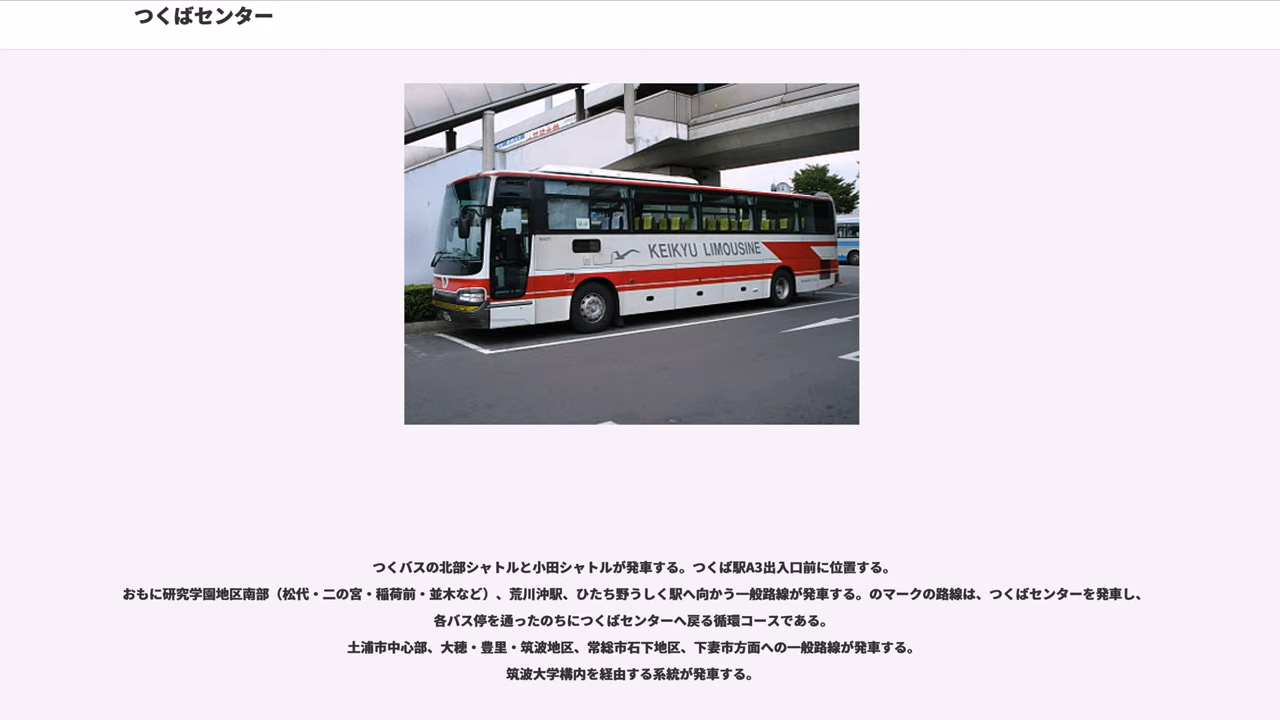 つくばセンター
KEIKYU LIMOUSINE
つくバスの北部シャトルと小田シャトルが発車する。つくば駅A3出入口前に位置する。
おもに研究学園地区南部（松代・二の宮・稲荷前・並木など）、荒川沖駅、ひたち野うしく駅へ向かう一般路線が発車する。のマークの路線は、つくばセンターを発車し、
各バス停を通ったのちにつくばセンターへ戻る循環コースである。
土浦市中心部、大穂・豊里・筑波地区、常総市石下地区、下妻市方面への一般路線が発車する。
筑波大学構内を経由する系統が発車する。